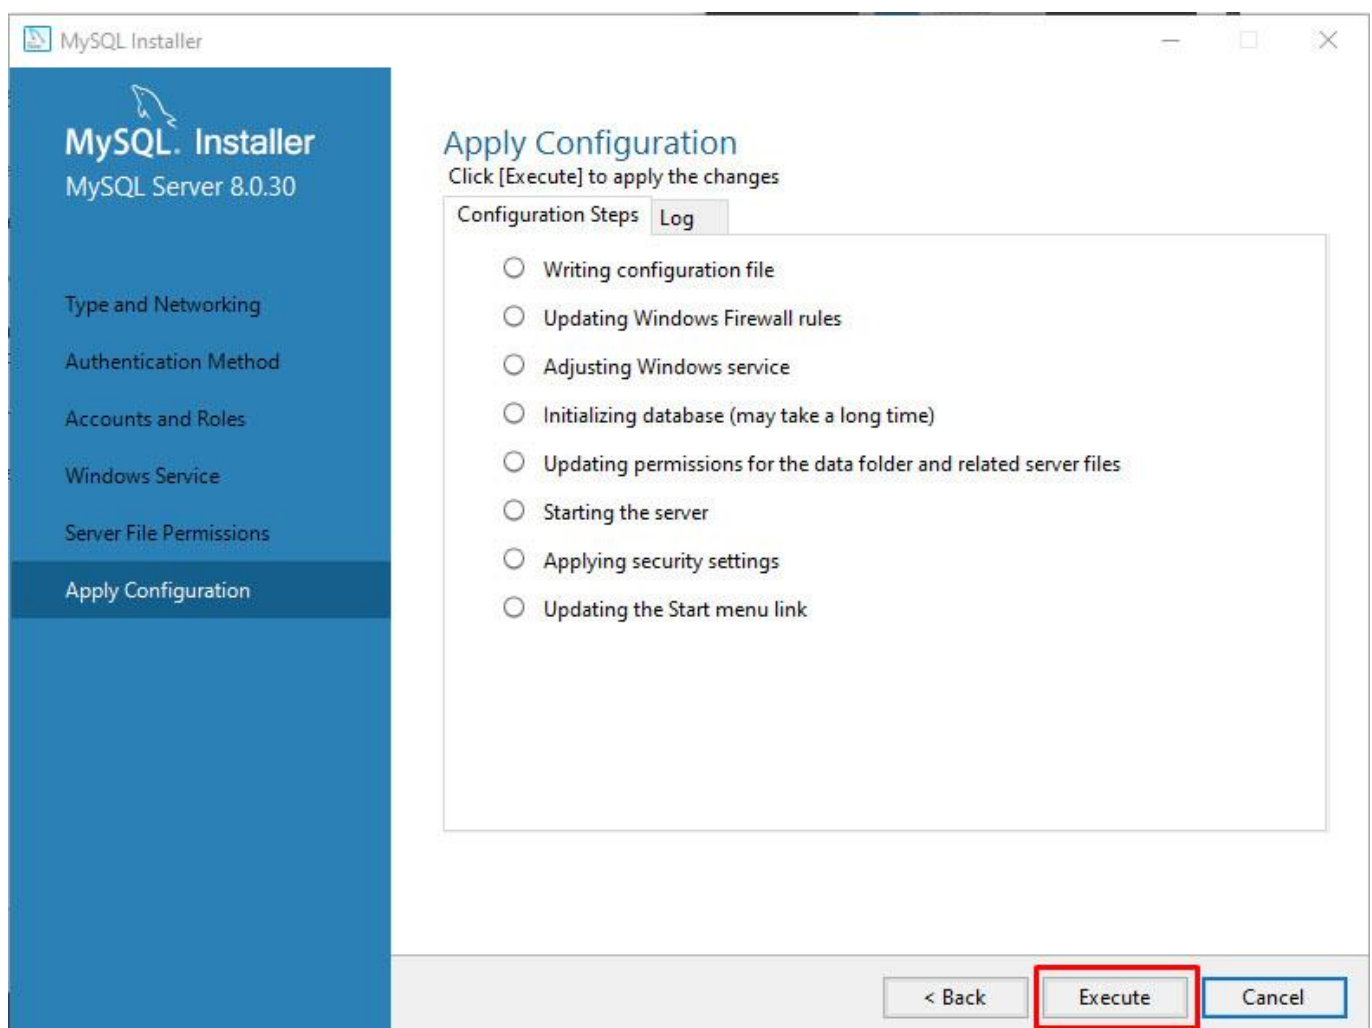 MySQL Installer
MySQL. Installer
MySQL Server 8.0.30
Type and Networking
Authentication Method
Accounts and Roles
Windows Service
Server File Permissions
Apply Configuration
Apply Configuration
Click [Execute] to apply the changes
Configuration Steps Log
Writing configuration file
Updating Windows Firewall rules
Adjusting Windows service
Initializing database (may take a long time)
Updating permissions for the data folder and related server files
Starting the server
Applying security settings
Updating the Start menu link
< Back Execute Cancel